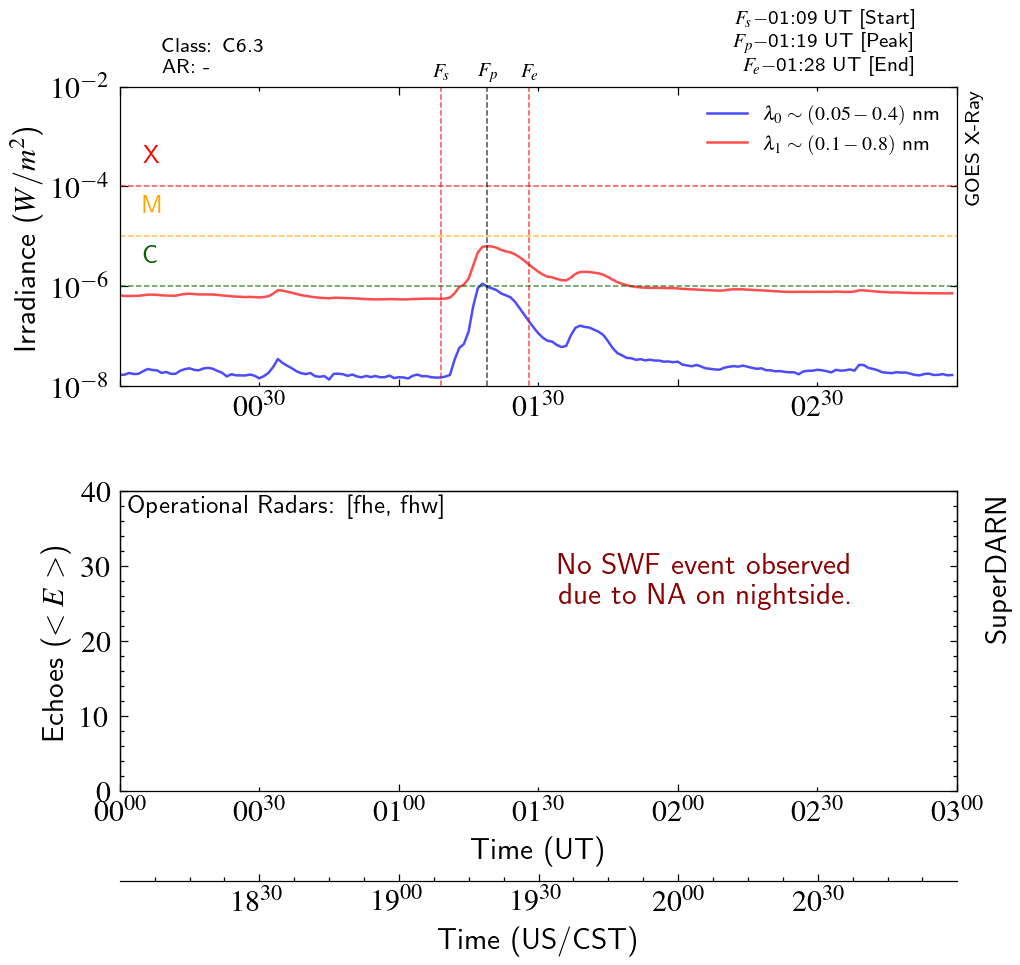 Class: C6.3
AR: -
F_s−01:09 UT [Start]
F_p−01:19 UT [Peak]
F_e−01:28 UT [End]
F_s F_p F_e
10^−2
10^−4
10^−6
10^−8
Irradiance (W/m^2)
X
M
C
λ_0 ∼ (0.05 − 0.4) nm
λ_1 ∼ (0.1 − 0.8) nm
GOES X-Ray
00^30 01^30 02^30
Operational Radars: [fhe, fhw]
No SWF event observed
due to NA on nightside.
40
30
20
10
0
Echoes (< E >)
SuperDARN
00^00 00^30 01^00 01^30 02^00 02^30 03^00
Time (UT)
18^30 19^00 19^30 20^00 20^30
Time (US/CST)